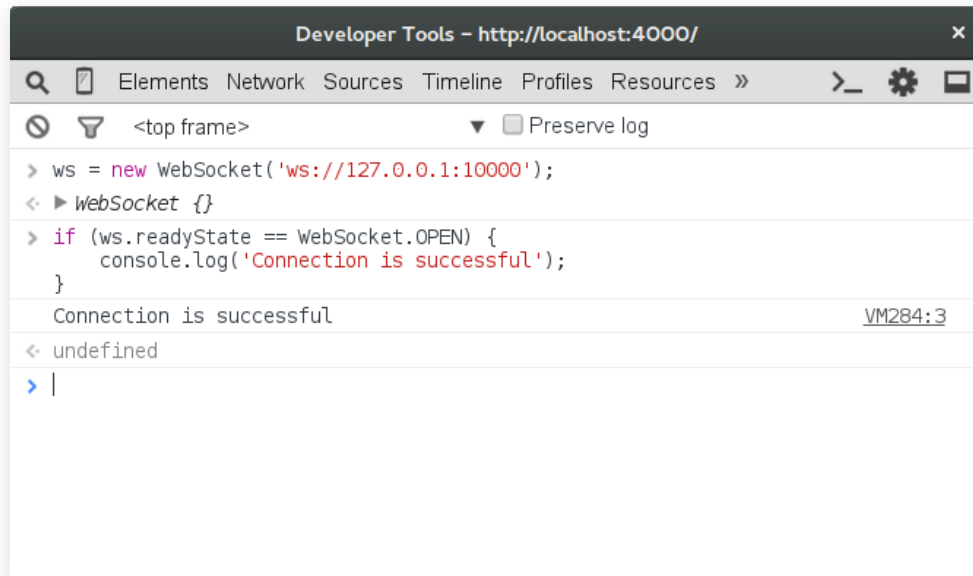 Developer Tools – http://localhost:4000/
Elements Network Sources Timeline Profiles Resources »
<top frame> Preserve log
ws = new WebSocket('ws://127.0.0.1:10000');
WebSocket {}
if (ws.readyState == WebSocket.OPEN) {
    console.log('Connection is successful');
}
Connection is successful VM284:3
undefined